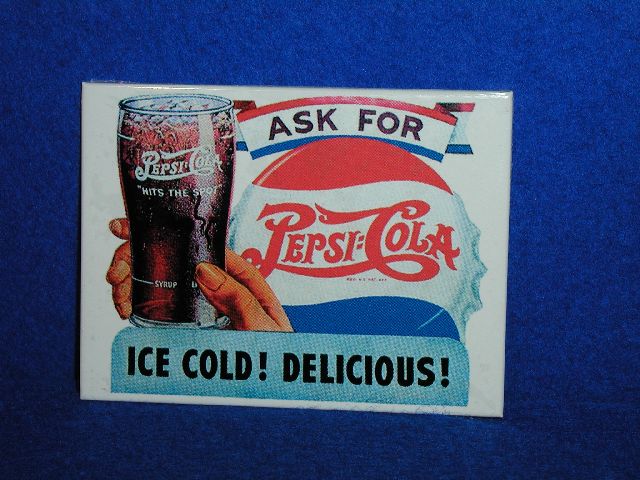 ASK FOR
PEPSI-COLA
"HITS THE SPOT"
PEPSI:COLA
SYRUP
ICE COLD! DELICIOUS!